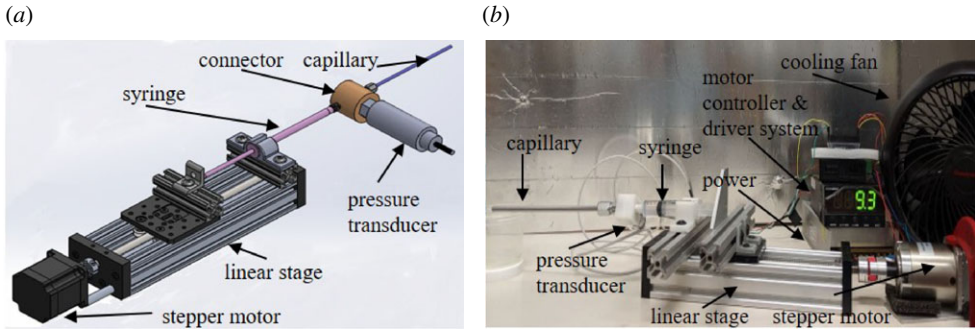 (a)
connector
capillary
syringe
pressure
transducer
linear stage
stepper motor
(b)
cooling fan
motor
controller &
driver system
capillary
syringe
power
9.3
pressure
transducer
linear stage
stepper motor